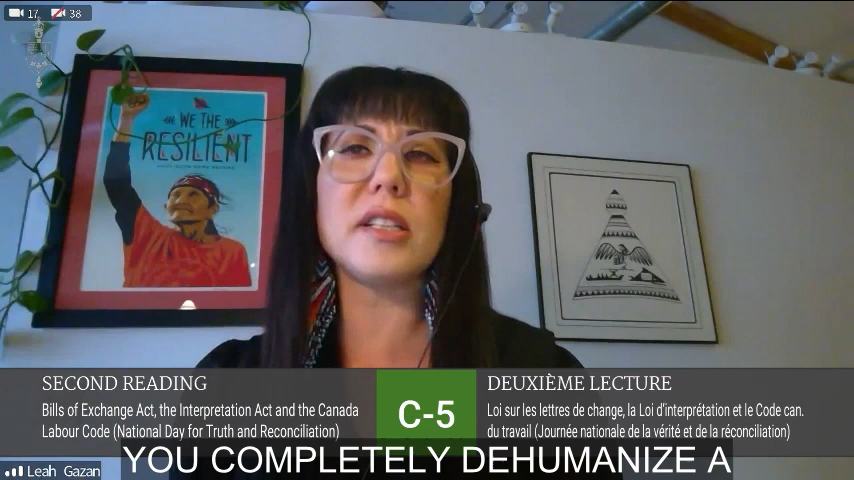 17 38
WE THE
RESILIENT
SECOND READING
Bills of Exchange Act, the Interpretation Act and the Canada
Labour Code (National Day for Truth and Reconciliation)
C-5
DEUXIÈME LECTURE
Loi sur les lettres de change, la Loi d'interprétation et le Code can.
du travail (Journée nationale de la vérité et de la réconciliation)
Leah Gazan
YOU COMPLETELY DEHUMANIZE A